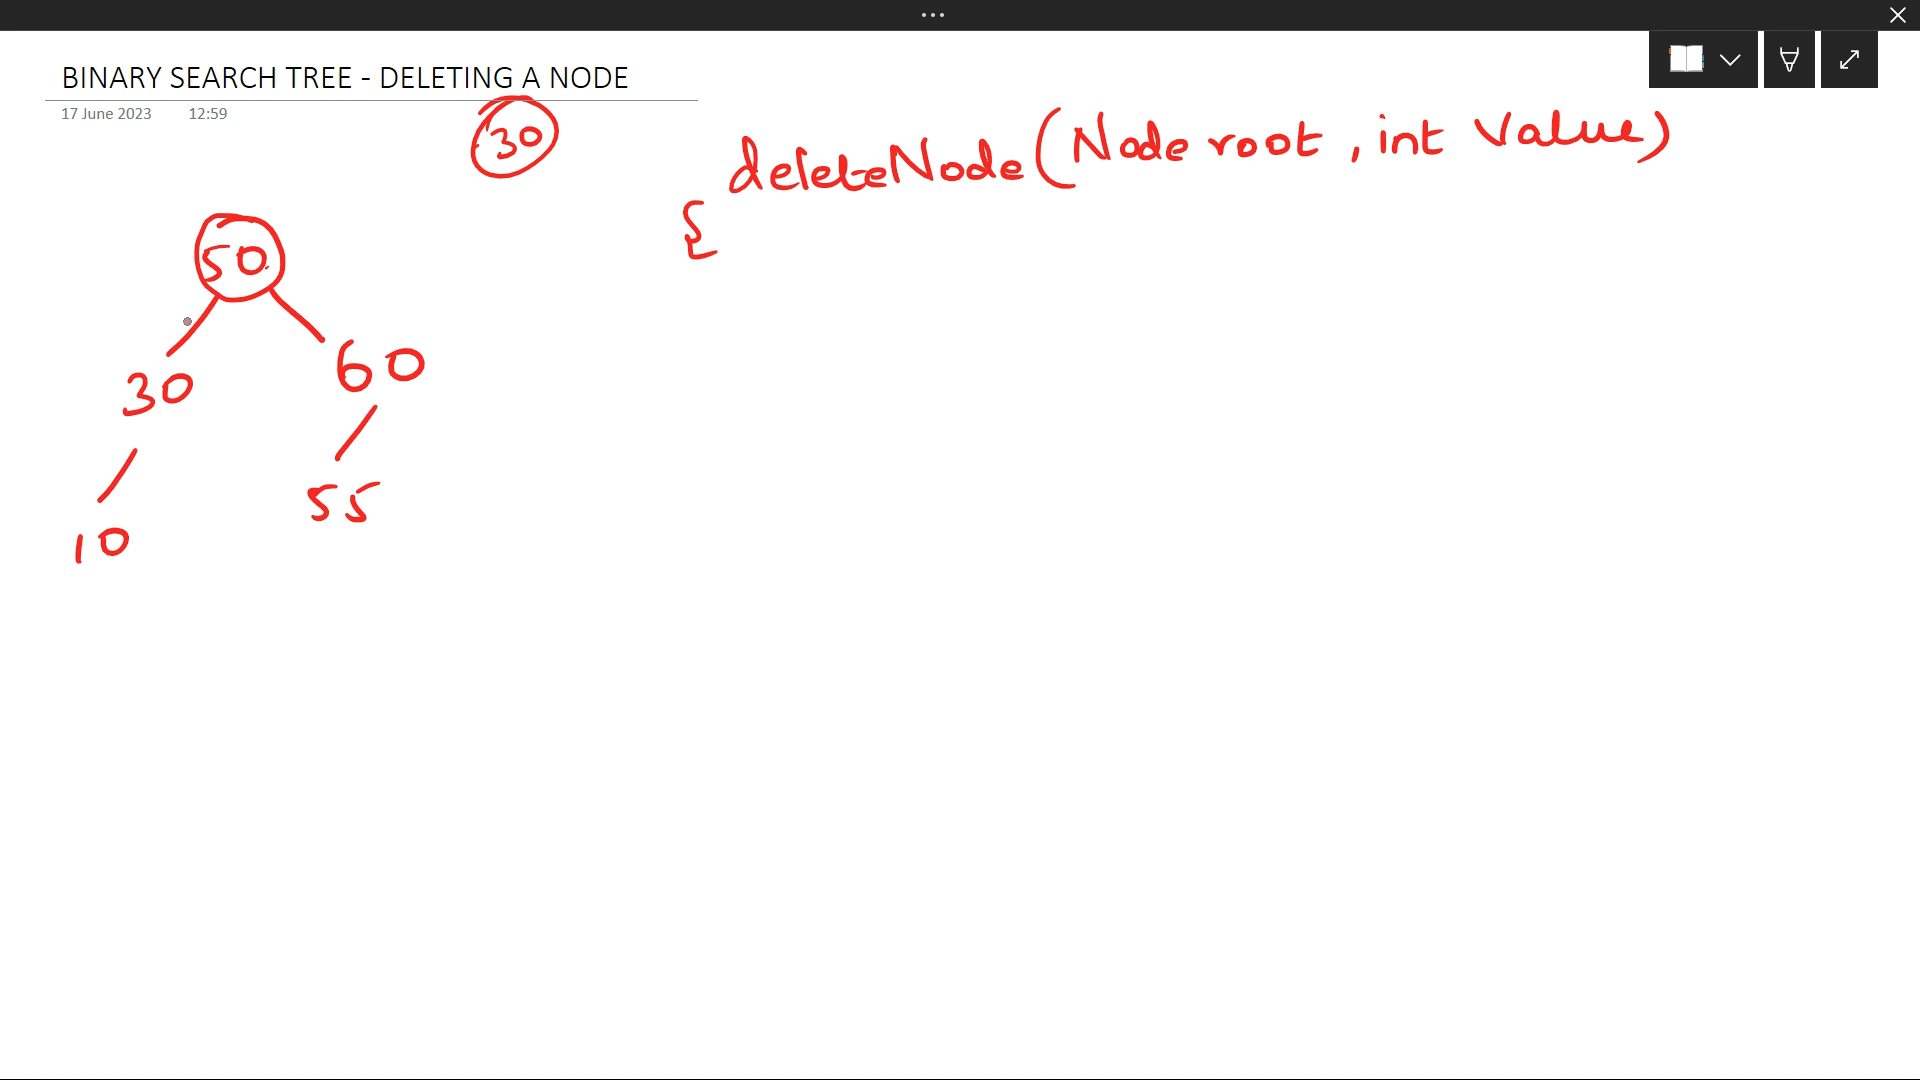 BINARY SEARCH TREE - DELETING A NODE
17 June 2023 12:59
30
deleteNode(Node root, int value)
{
50
30 60
10 55